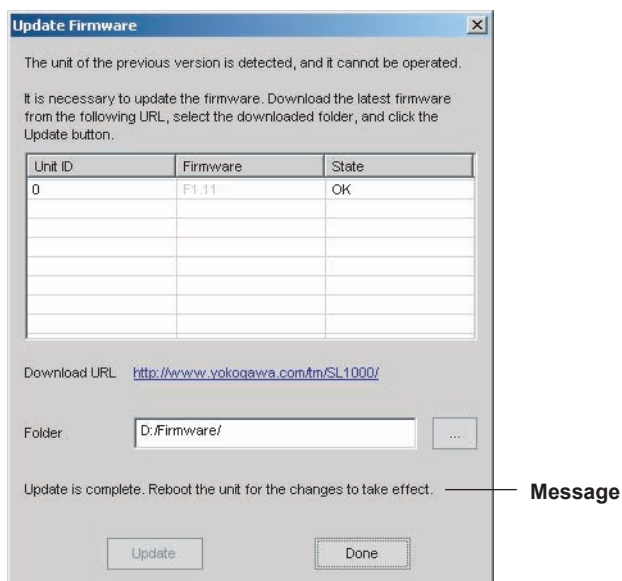 Update Firmware
The unit of the previous version is detected, and it cannot be operated.
It is necessary to update the firmware. Download the latest firmware
from the following URL, select the downloaded folder, and click the
Update button.
Unit ID Firmware State
0 F1.11 OK
Download URL http://www.yokogawa.com/tm/SL1000/
Folder D:/Firmware/ ...
Update is complete. Reboot the unit for the changes to take effect. Message
Update Done